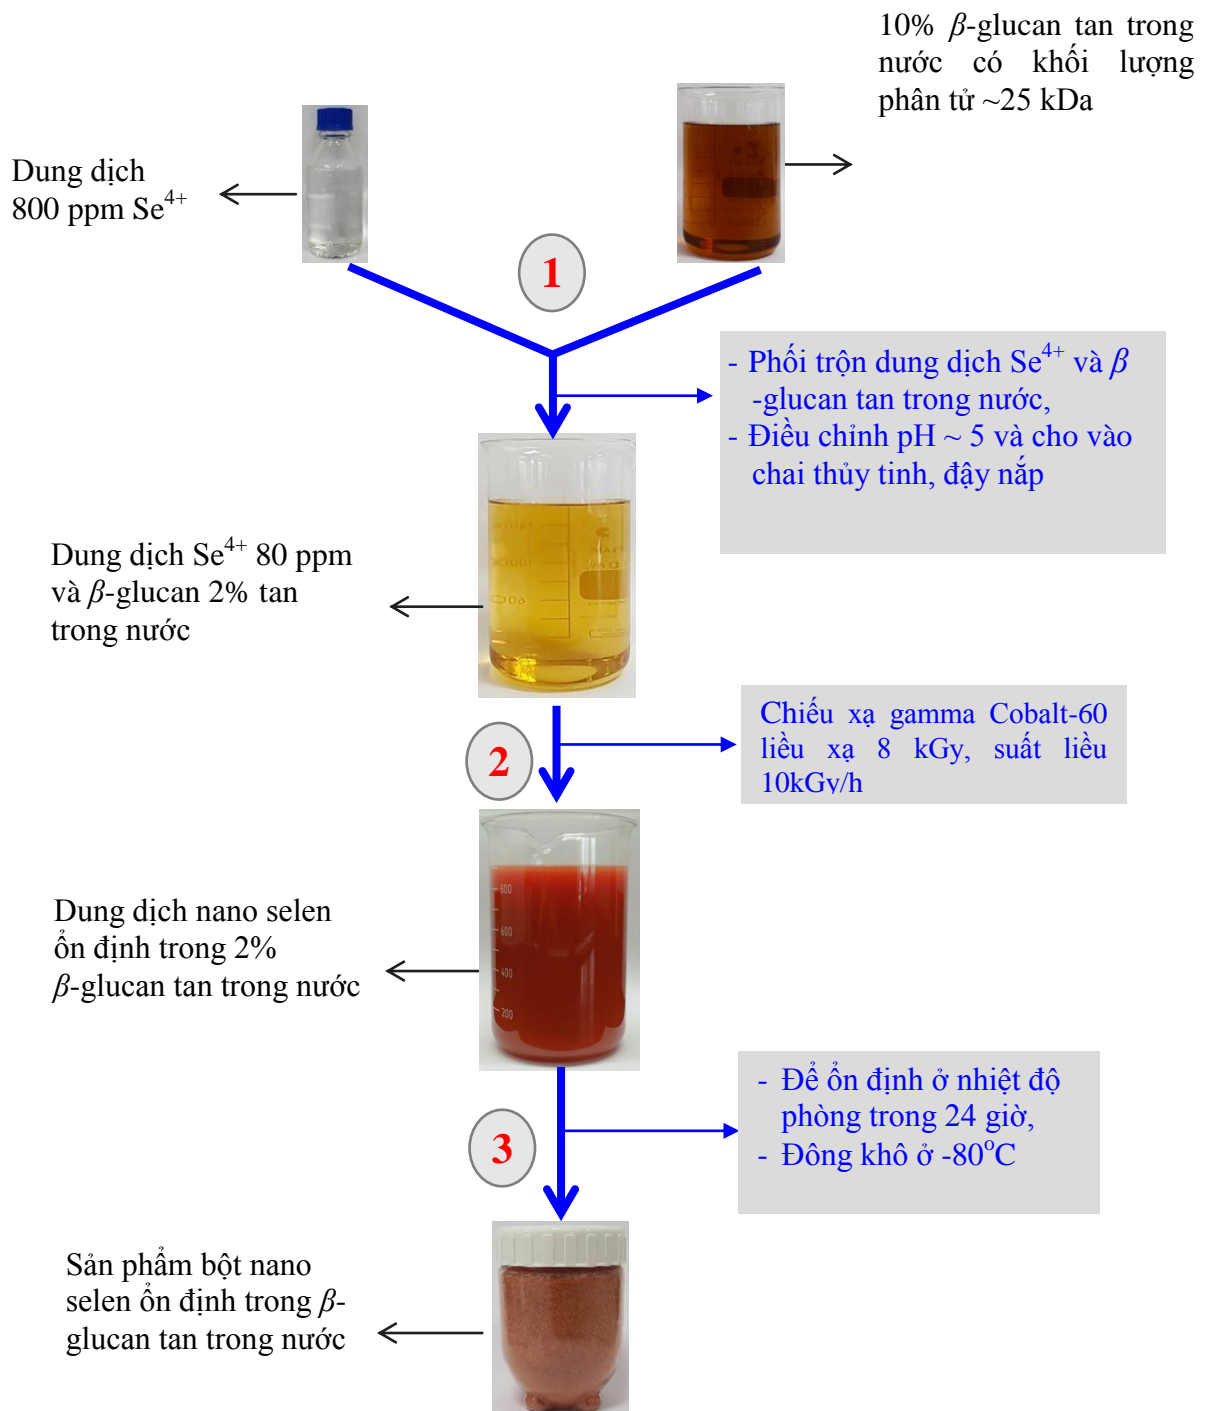 10% β-glucan tan trong
nước có khối lượng
phân tử ~25 kDa
Dung dịch
800 ppm Se⁴⁺
1
- Phối trộn dung dịch Se⁴⁺ và β
-glucan tan trong nước,
- Điều chỉnh pH ~ 5 và cho vào
chai thủy tinh, đậy nắp
Dung dịch Se⁴⁺ 80 ppm
và β-glucan 2% tan
trong nước
Chiếu xạ gamma Cobalt-60
liều xạ 8 kGy, suất liều
10kGy/h
2
800
600
400
200
Dung dịch nano selen
ổn định trong 2%
β-glucan tan trong nước
- Để ổn định ở nhiệt độ
phòng trong 24 giờ,
- Đông khô ở -80°C
3
Sản phẩm bột nano
selen ổn định trong β-
glucan tan trong nước